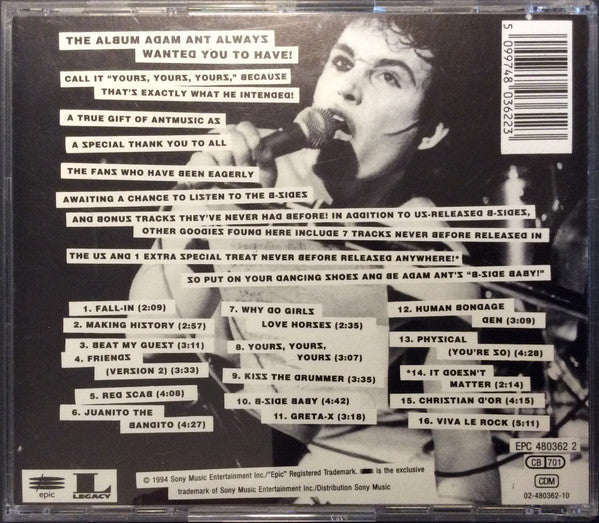 THE ALBUM ADAM ANT ALWAYS
WANTED YOU TO HAVE!
CALL IT "YOURS, YOURS, YOURS," BECAUSE
THAT'S EXACTLY WHAT HE INTENDED!
A TRUE GIFT OF ANTMUSIC AS
A SPECIAL THANK YOU TO ALL
THE FANS WHO HAVE BEEN EAGERLY
AWAITING A CHANCE TO LISTEN TO THE B-SIDES
AND BONUS TRACKS THEY'VE NEVER HAD BEFORE! IN ADDITION TO US-RELEASED B-SIDES,
OTHER GOODIES FOUND HERE INCLUDE 7 TRACKS NEVER BEFORE RELEASED IN
THE US AND 1 EXTRA SPECIAL TREAT NEVER BEFORE RELEASED ANYWHERE!*
SO PUT ON YOUR DANCING SHOES AND BE ADAM ANT'S "B-SIDE BABY!"
1. FALL-IN (2:09)
2. MAKING HISTORY (2:57)
3. BEAT MY GUEST (3:11)
4. FRIENDS
(VERSION 2) (3:33)
5. RED SCAB (4:08)
6. JUANITO THE
BANDITO (4:27)
7. WHY DO GIRLS
LOVE HORSES (2:35)
8. YOURS, YOURS,
YOURS (3:07)
9. KISS THE DRUMMER (3:35)
10. B-SIDE BABY (4:42)
11. GRETA-X (3:18)
12. HUMAN BONDAGE
DEN (3:09)
13. PHYSICAL
(YOU'RE SO) (4:28)
*14. IT DOESN'T
MATTER (2:14)
15. CHRISTIAN D'OR (4:15)
16. VIVA LE ROCK (5:11)
5 099748 036223
EPC 480362 2
CB 701
CDM
02-480362-10
epic
L
LEGACY
© 1994 Sony Music Entertainment Inc./"Epic" Registered Trademark. is the exclusive
trademark of Sony Music Entertainment Inc./Distribution Sony Music